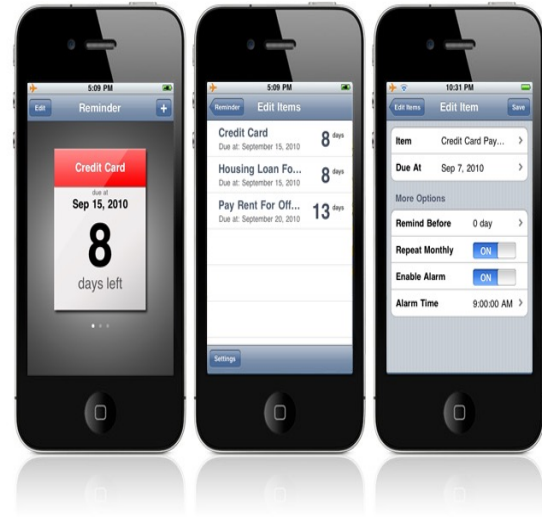 5:09 PM
Edit
Reminder
+
Credit Card
due at
Sep 15, 2010
8
days left
5:09 PM
Reminder
Edit Items
Credit Card
Due at: September 15, 2010
8 days
Housing Loan Fo...
Due at: September 15, 2010
8 days
Pay Rent For Off...
Due at: September 20, 2010
13 days
Settings
10:31 PM
Edit Items
Edit Item
Save
Item Credit Card Pay...
Due At Sep 7, 2010
More Options
Remind Before 0 day
Repeat Monthly ON
Enable Alarm ON
Alarm Time 9:00:00 AM